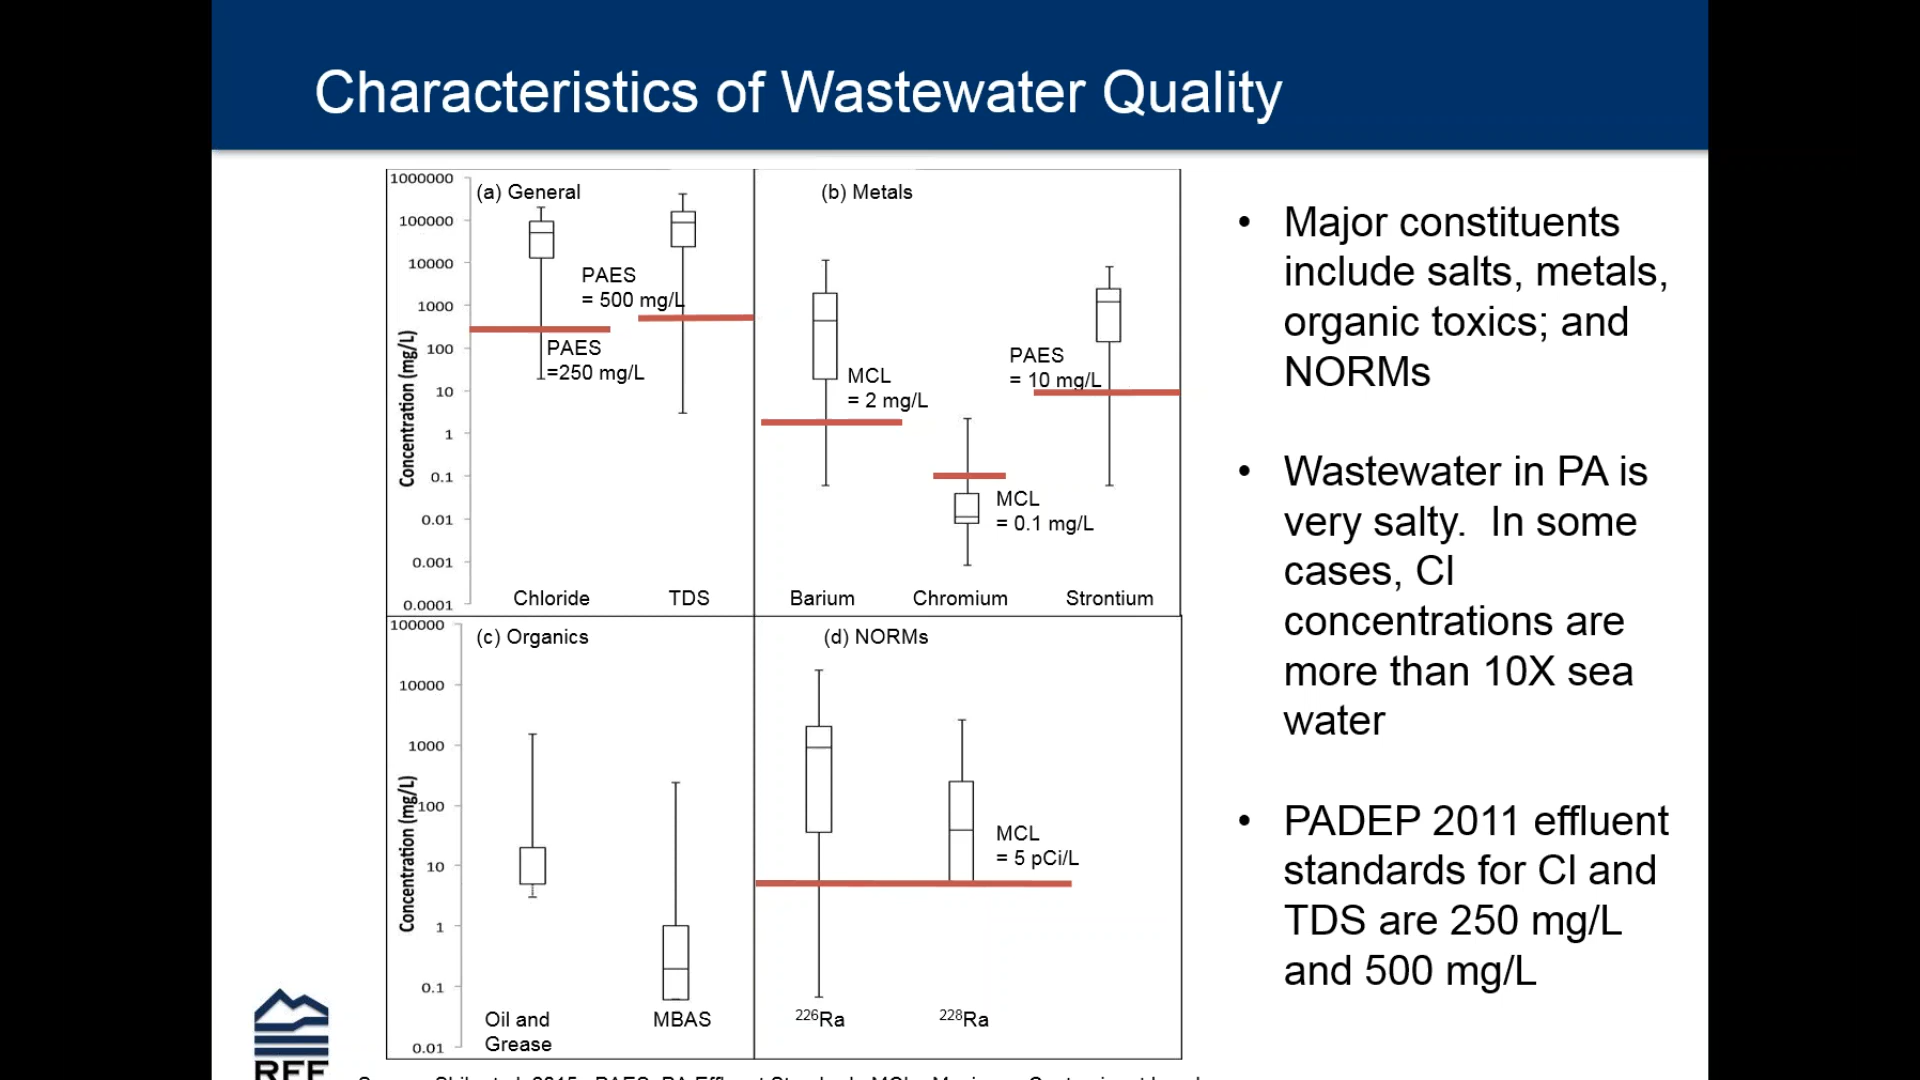 Characteristics of Wastewater Quality
(a) General
(b) Metals
1000000
100000
10000
1000
100
10
1
0.1
0.01
0.001
0.0001
Concentration (mg/L)
PAES
= 500 mg/L
PAES
=250 mg/L
MCL
= 2 mg/L
PAES
= 10 mg/L
MCL
= 0.1 mg/L
Chloride
TDS
Barium
Chromium
Strontium
(c) Organics
(d) NORMs
100000
10000
1000
100
10
1
0.1
0.01
Concentration (mg/L)
MCL
= 5 pCi/L
Oil and
Grease
MBAS
²²⁶Ra
²²⁸Ra
• Major constituents
include salts, metals,
organic toxics; and
NORMs
• Wastewater in PA is
very salty. In some
cases, Cl
concentrations are
more than 10X sea
water
• PADEP 2011 effluent
standards for Cl and
TDS are 250 mg/L
and 500 mg/L
RFF